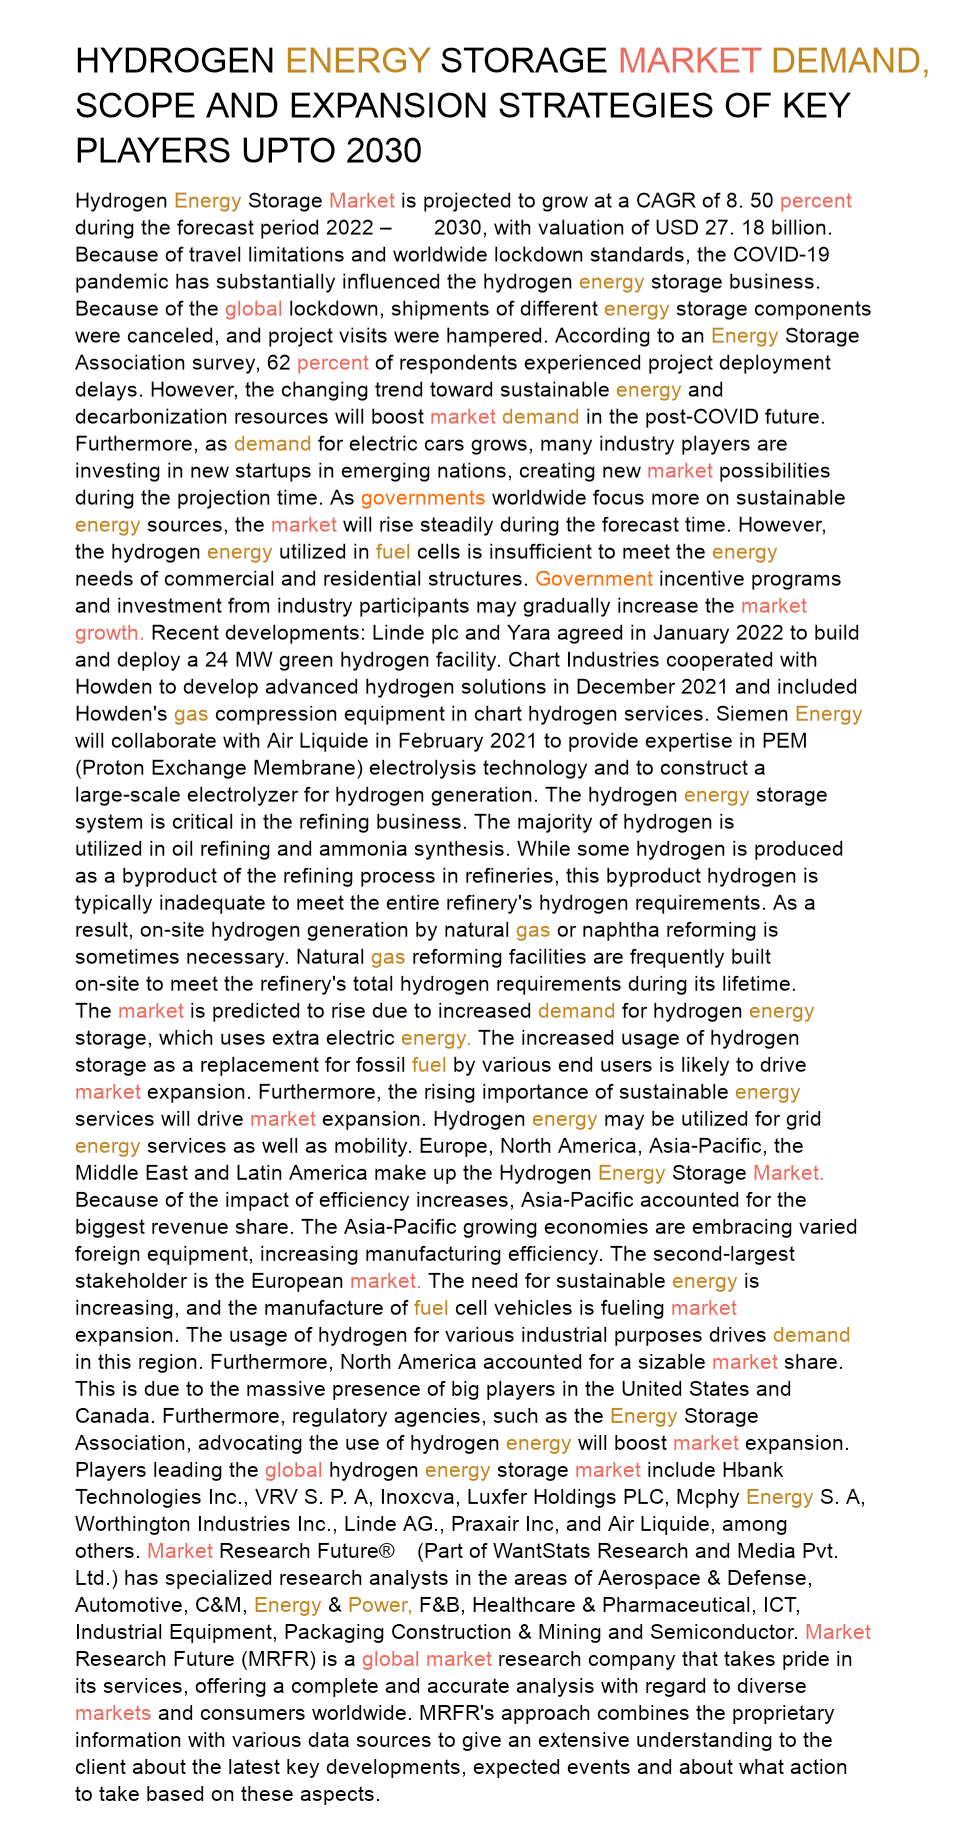 HYDROGEN ENERGY STORAGE MARKET DEMAND,
SCOPE AND EXPANSION STRATEGIES OF KEY
PLAYERS UPTO 2030
Hydrogen Energy Storage Market is projected to grow at a CAGR of 8. 50 percent
during the forecast period 2022 – 2030, with valuation of USD 27. 18 billion.
Because of travel limitations and worldwide lockdown standards, the COVID-19
pandemic has substantially influenced the hydrogen energy storage business.
Because of the global lockdown, shipments of different energy storage components
were canceled, and project visits were hampered. According to an Energy Storage
Association survey, 62 percent of respondents experienced project deployment
delays. However, the changing trend toward sustainable energy and
decarbonization resources will boost market demand in the post-COVID future.
Furthermore, as demand for electric cars grows, many industry players are
investing in new startups in emerging nations, creating new market possibilities
during the projection time. As governments worldwide focus more on sustainable
energy sources, the market will rise steadily during the forecast time. However,
the hydrogen energy utilized in fuel cells is insufficient to meet the energy
needs of commercial and residential structures. Government incentive programs
and investment from industry participants may gradually increase the market
growth. Recent developments: Linde plc and Yara agreed in January 2022 to build
and deploy a 24 MW green hydrogen facility. Chart Industries cooperated with
Howden to develop advanced hydrogen solutions in December 2021 and included
Howden's gas compression equipment in chart hydrogen services. Siemen Energy
will collaborate with Air Liquide in February 2021 to provide expertise in PEM
(Proton Exchange Membrane) electrolysis technology and to construct a
large-scale electrolyzer for hydrogen generation. The hydrogen energy storage
system is critical in the refining business. The majority of hydrogen is
utilized in oil refining and ammonia synthesis. While some hydrogen is produced
as a byproduct of the refining process in refineries, this byproduct hydrogen is
typically inadequate to meet the entire refinery's hydrogen requirements. As a
result, on-site hydrogen generation by natural gas or naphtha reforming is
sometimes necessary. Natural gas reforming facilities are frequently built
on-site to meet the refinery's total hydrogen requirements during its lifetime.
The market is predicted to rise due to increased demand for hydrogen energy
storage, which uses extra electric energy. The increased usage of hydrogen
storage as a replacement for fossil fuel by various end users is likely to drive
market expansion. Furthermore, the rising importance of sustainable energy
services will drive market expansion. Hydrogen energy may be utilized for grid
energy services as well as mobility. Europe, North America, Asia-Pacific, the
Middle East and Latin America make up the Hydrogen Energy Storage Market.
Because of the impact of efficiency increases, Asia-Pacific accounted for the
biggest revenue share. The Asia-Pacific growing economies are embracing varied
foreign equipment, increasing manufacturing efficiency. The second-largest
stakeholder is the European market. The need for sustainable energy is
increasing, and the manufacture of fuel cell vehicles is fueling market
expansion. The usage of hydrogen for various industrial purposes drives demand
in this region. Furthermore, North America accounted for a sizable market share.
This is due to the massive presence of big players in the United States and
Canada. Furthermore, regulatory agencies, such as the Energy Storage
Association, advocating the use of hydrogen energy will boost market expansion.
Players leading the global hydrogen energy storage market include Hbank
Technologies Inc., VRV S. P. A, Inoxcva, Luxfer Holdings PLC, Mcphy Energy S. A,
Worthington Industries Inc., Linde AG., Praxair Inc, and Air Liquide, among
others. Market Research Future® (Part of WantStats Research and Media Pvt.
Ltd.) has specialized research analysts in the areas of Aerospace & Defense,
Automotive, C&M, Energy & Power, F&B, Healthcare & Pharmaceutical, ICT,
Industrial Equipment, Packaging Construction & Mining and Semiconductor. Market
Research Future (MRFR) is a global market research company that takes pride in
its services, offering a complete and accurate analysis with regard to diverse
markets and consumers worldwide. MRFR's approach combines the proprietary
information with various data sources to give an extensive understanding to the
client about the latest key developments, expected events and about what action
to take based on these aspects.